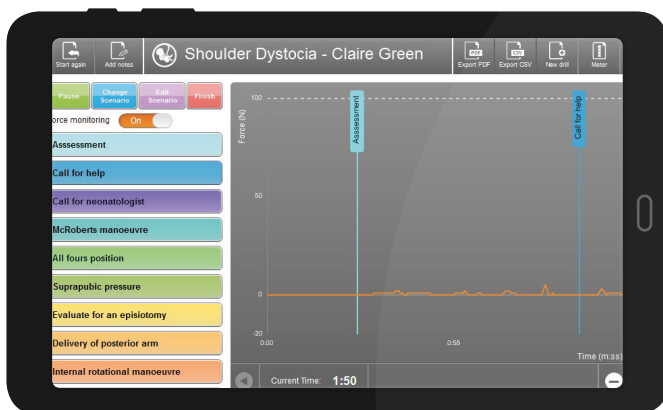 Start again
Add notes
Shoulder Dystocia - Claire Green
Export PDF
Export CSV
New drill
Meter
Pause
Change
Scenario
Edit
Scenario
Finish
orce monitoring
On
Asssessment
Call for help
Call for neonatologist
McRoberts manoeuvre
All fours position
Suprapubic pressure
Evaluate for an episiotomy
Delivery of posterior arm
Internal rotational manoeuvre
Force (N)
100
50
0
-20
Asssessment
Call for help
0:00
0:55
Time (m:ss)
Current Time: 1:50
PDF
CSV